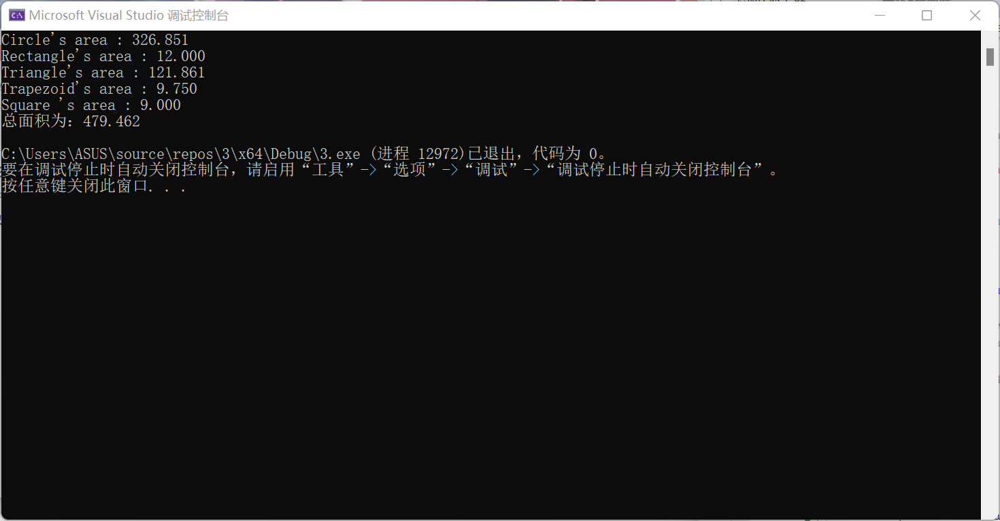 Microsoft Visual Studio 调试控制台
Circle's area : 326.851
Rectangle's area : 12.000
Triangle's area : 121.861
Trapezoid's area : 9.750
Square 's area : 9.000
总面积为：479.462
C:\Users\ASUS\source\repos\3\x64\Debug\3.exe (进程 12972)已退出，代码为 0。
要在调试停止时自动关闭控制台，请启用“工具”->“选项”->“调试”->“调试停止时自动关闭控制台”。
按任意键关闭此窗口. . .